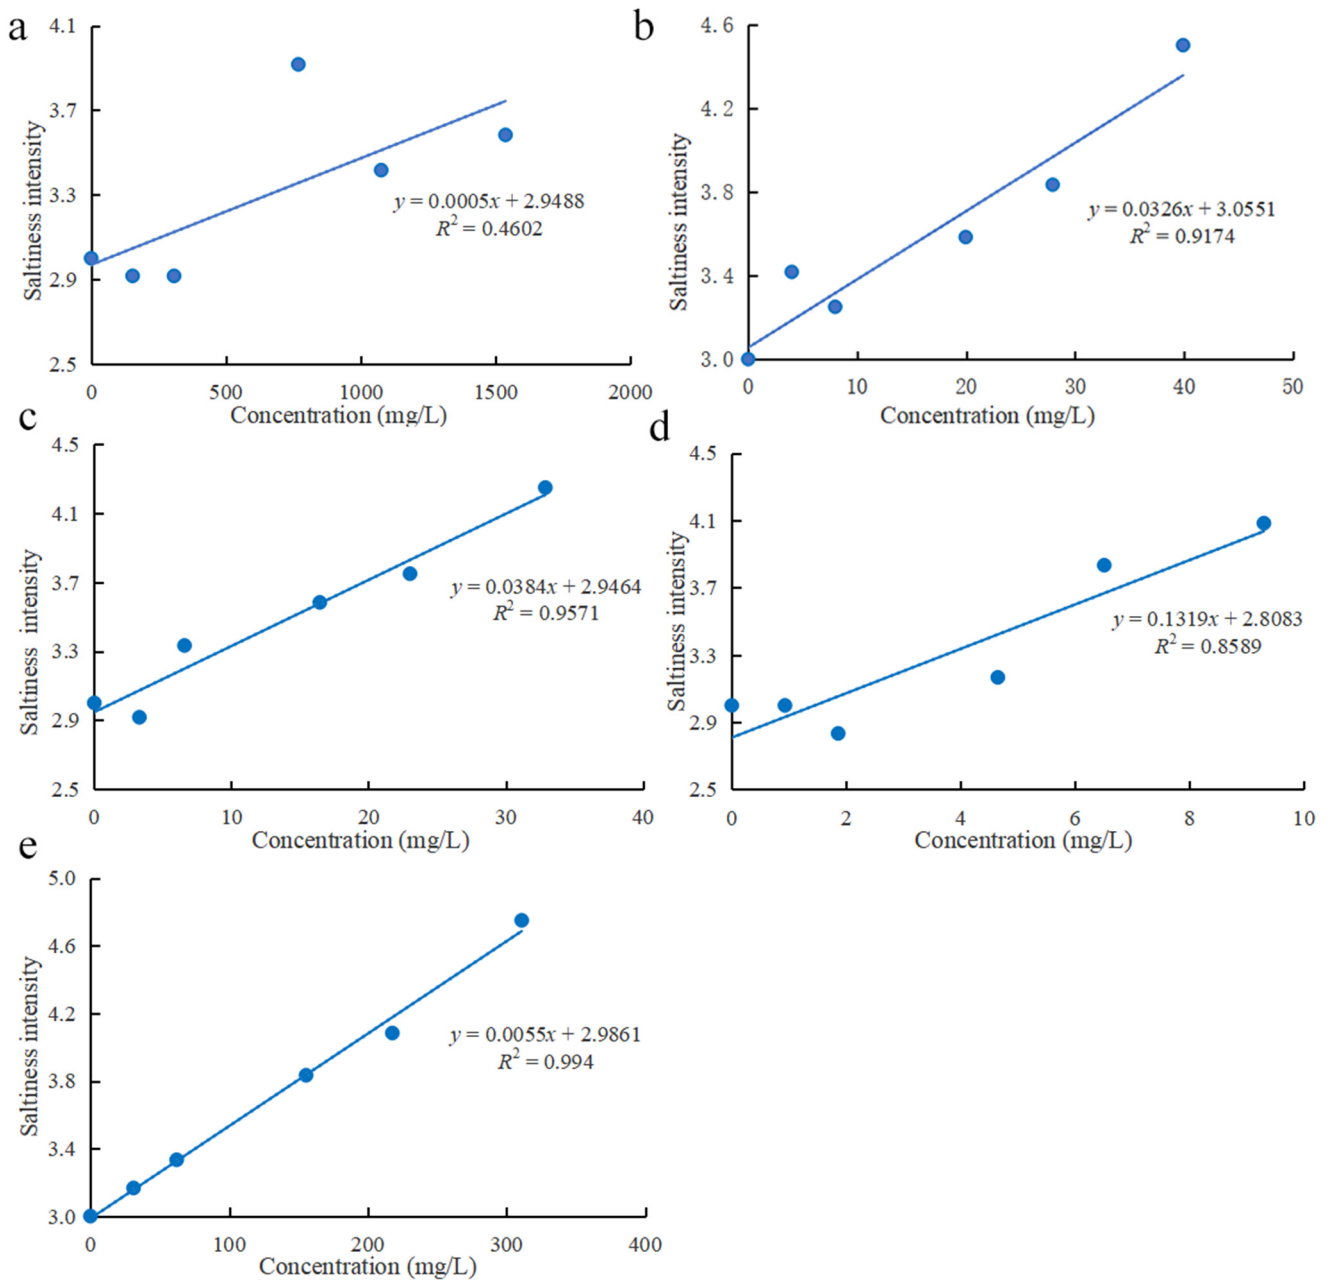 a
4.1
3.7
3.3
2.9
2.5
Saltiness intensity
y = 0.0005x + 2.9488
R² = 0.4602
0 500 1000 1500 2000
Concentration (mg/L)
b
4.6
4.2
3.8
3.4
3.0
Saltiness intensity
y = 0.0326x + 3.0551
R² = 0.9174
0 10 20 30 40 50
Concentration (mg/L)
c
4.5
4.1
3.7
3.3
2.9
2.5
Saltiness intensity
y = 0.0384x + 2.9464
R² = 0.9571
0 10 20 30 40
Concentration (mg/L)
d
4.5
4.1
3.7
3.3
2.9
2.5
Saltiness intensity
y = 0.1319x + 2.8083
R² = 0.8589
0 2 4 6 8 10
Concentration (mg/L)
e
5.0
4.6
4.2
3.8
3.4
3.0
Saltiness intensity
y = 0.0055x + 2.9861
R² = 0.994
0 100 200 300 400
Concentration (mg/L)